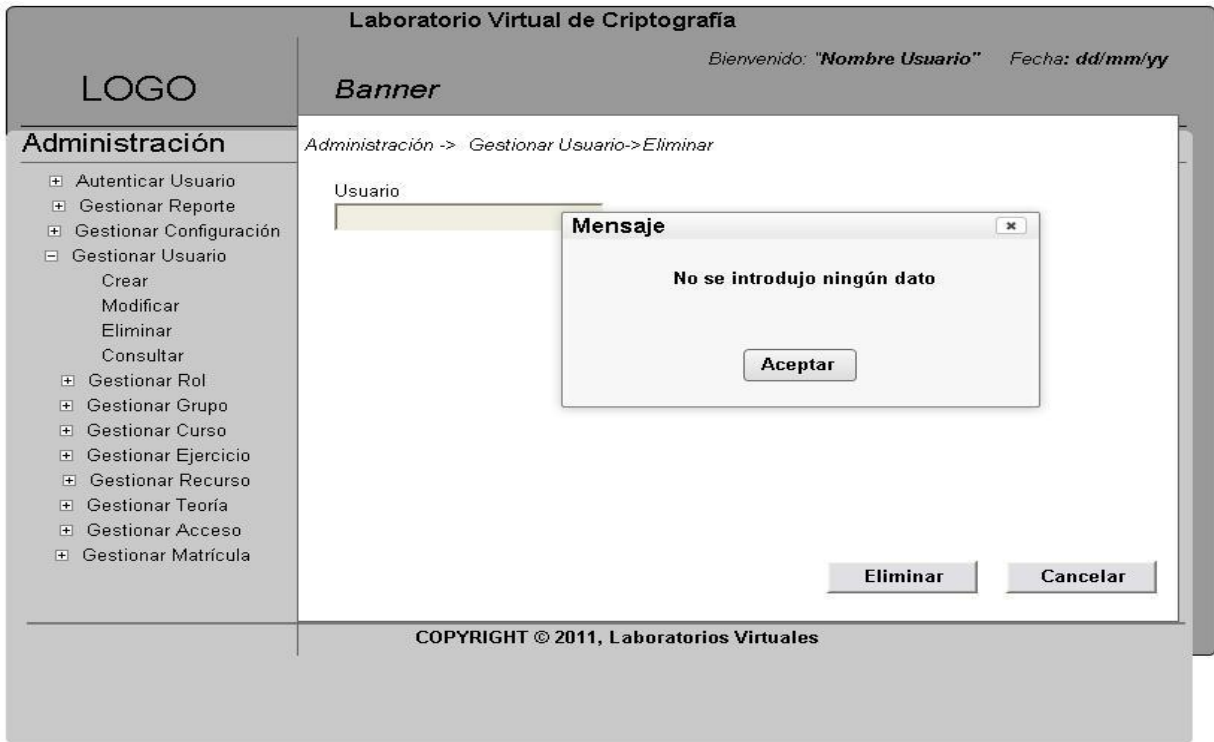 Laboratorio Virtual de Criptografía
Bienvenido: "Nombre Usuario" Fecha: dd/mm/yy
LOGO
Banner
Administración
Autenticar Usuario
Gestionar Reporte
Gestionar Configuración
Gestionar Usuario
Crear
Modificar
Eliminar
Consultar
Gestionar Rol
Gestionar Grupo
Gestionar Curso
Gestionar Ejercicio
Gestionar Recurso
Gestionar Teoría
Gestionar Acceso
Gestionar Matrícula
Administración -> Gestionar Usuario->Eliminar
Usuario
Mensaje
No se introdujo ningún dato
Aceptar
Eliminar
Cancelar
COPYRIGHT © 2011, Laboratorios Virtuales